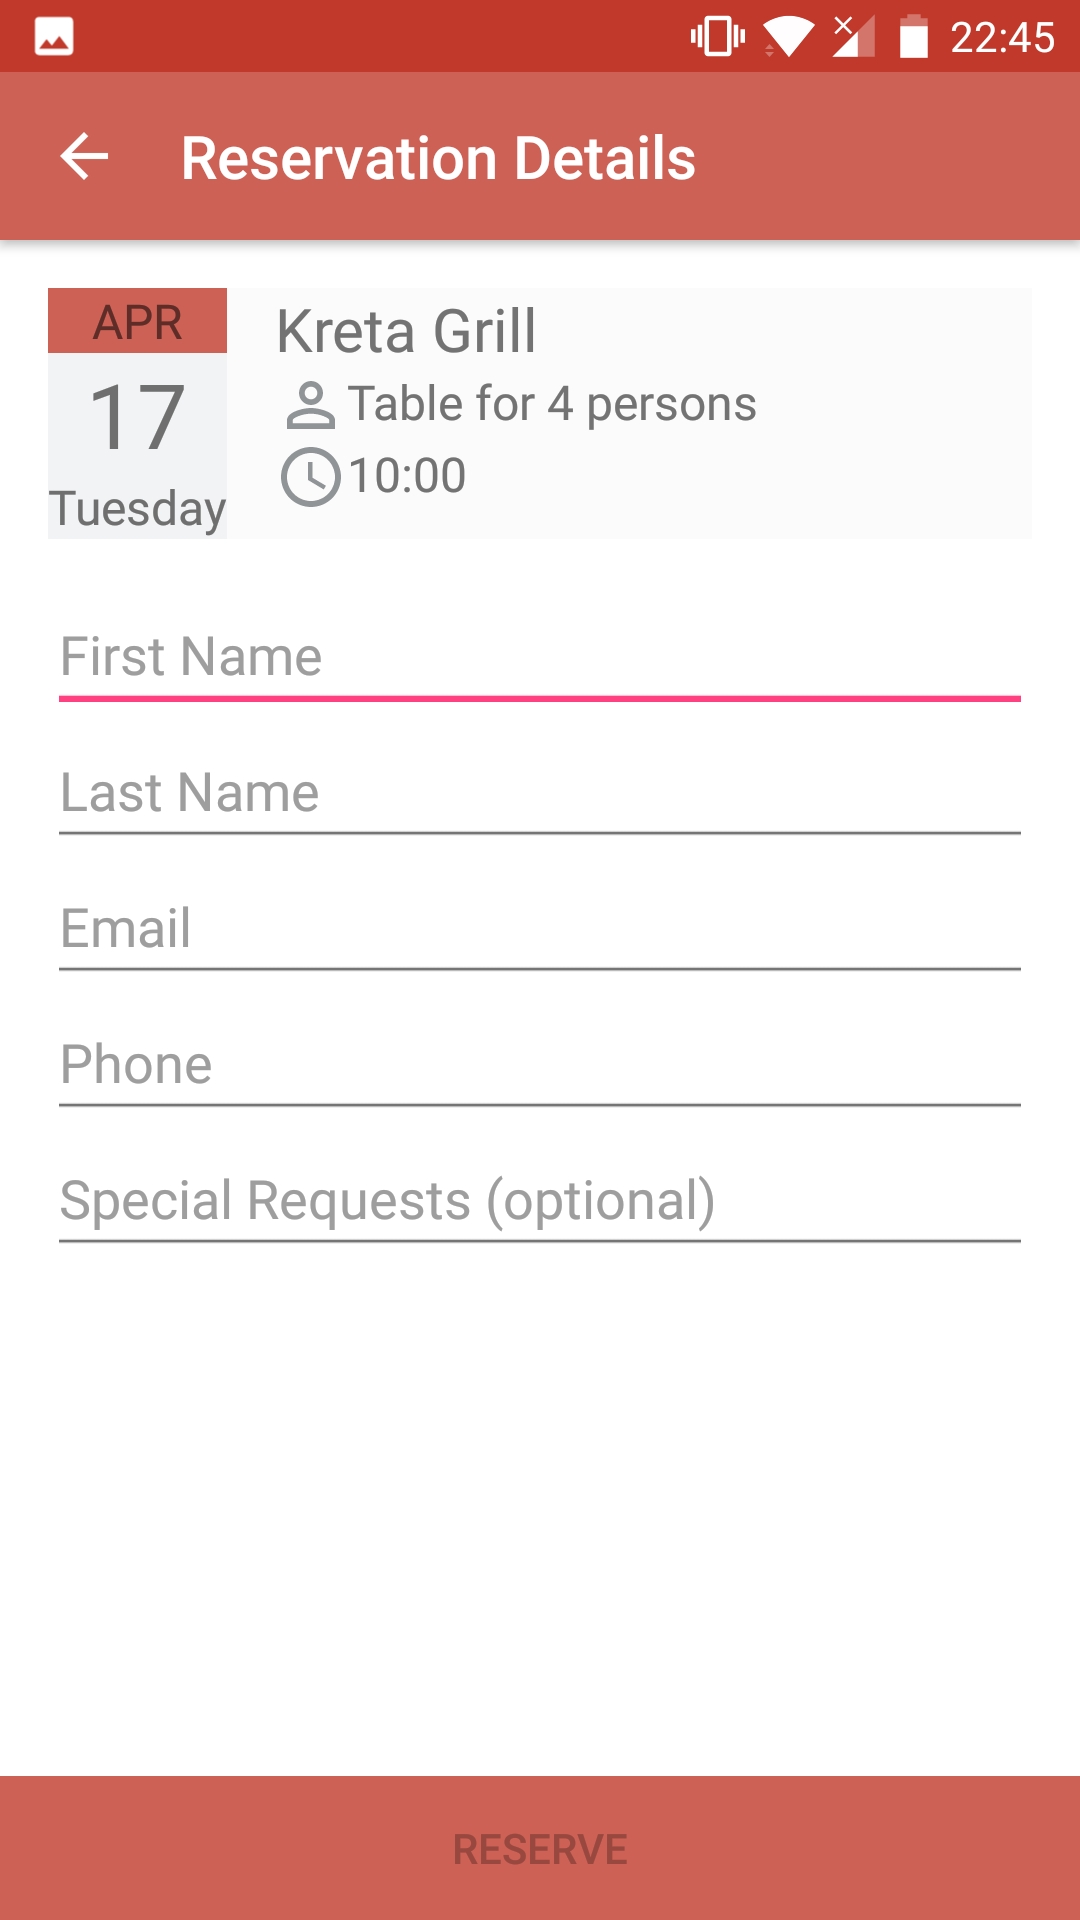 22:45
Reservation Details
APR
17
Tuesday
Kreta Grill
Table for 4 persons
10:00
First Name
Last Name
Email
Phone
Special Requests (optional)
RESERVE